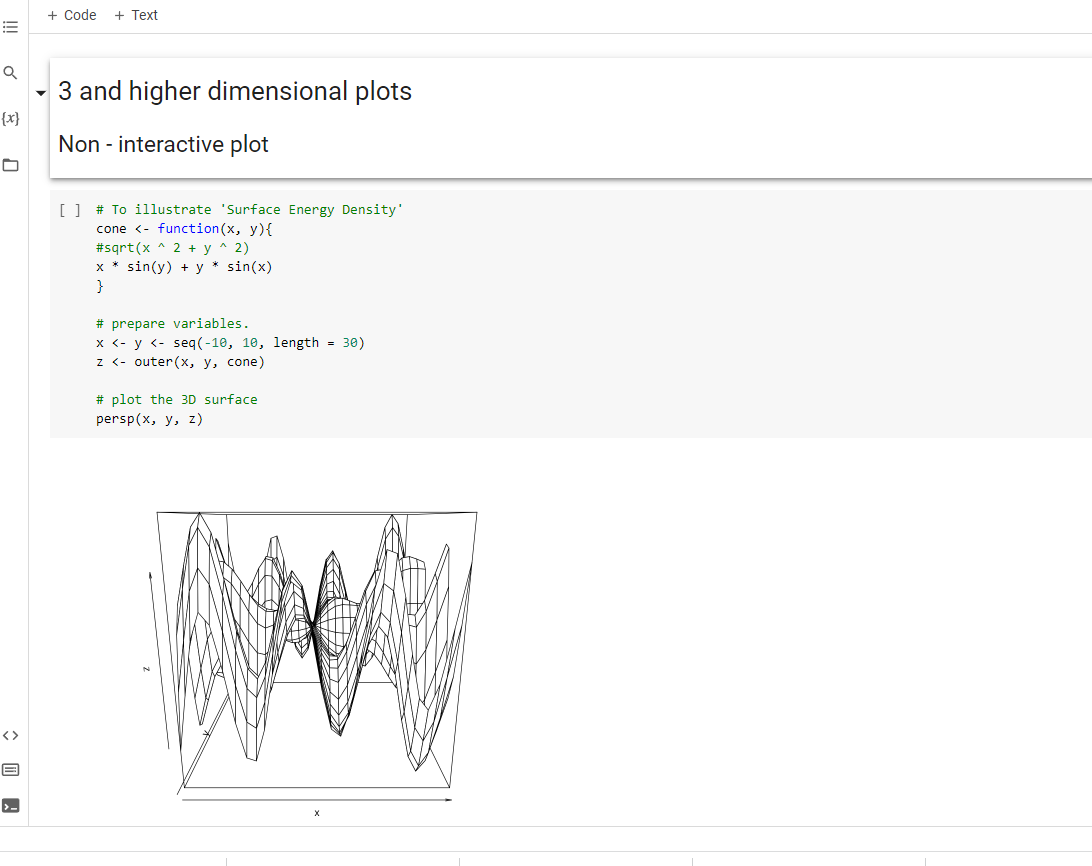 + Code + Text
3 and higher dimensional plots
Non - interactive plot
{x}
[ ] # To illustrate 'Surface Energy Density'
cone <- function(x, y){
#sqrt(x ^ 2 + y ^ 2)
x * sin(y) + y * sin(x)
}
# prepare variables.
x <- y <- seq(-10, 10, length = 30)
z <- outer(x, y, cone)
# plot the 3D surface
persp(x, y, z)
z
Y
x